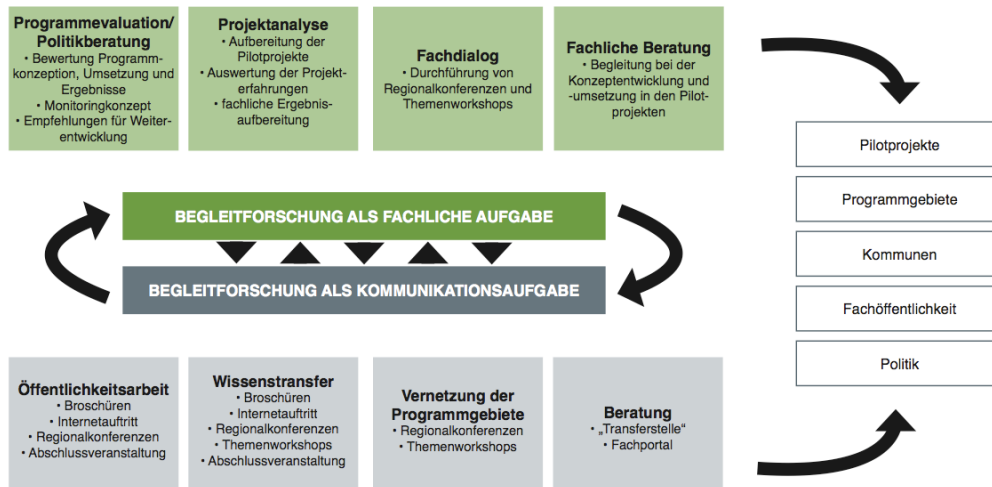 Programmevaluation/
Politikberatung
• Bewertung Programm-
konzeption, Umsetzung und
Ergebnisse
• Monitoringkonzept
• Empfehlungen für Weiter-
entwicklung
Projektanalyse
• Aufbereitung der
Pilotprojekte
• Auswertung der Projekt-
erfahrungen
• fachliche Ergebnis-
aufbereitung
Fachdialog
• Durchführung von
Regionalkonferenzen und
Themenworkshops
Fachliche Beratung
• Begleitung bei der
Konzeptentwicklung und
-umsetzung in den Pilot-
projekten
BEGLEITFORSCHUNG ALS FACHLICHE AUFGABE
BEGLEITFORSCHUNG ALS KOMMUNIKATIONSAUFGABE
Öffentlichkeitsarbeit
• Broschüren
• Internetauftritt
• Regionalkonferenzen
• Abschlussveranstaltung
Wissenstransfer
• Broschüren
• Internetauftritt
• Regionalkonferenzen
• Themenworkshops
• Abschlussveranstaltung
Vernetzung der
Programmgebiete
• Regionalkonferenzen
• Themenworkshops
Beratung
• „Transferstelle“
• Fachportal
Pilotprojekte
Programmgebiete
Kommunen
Fachöffentlichkeit
Politik